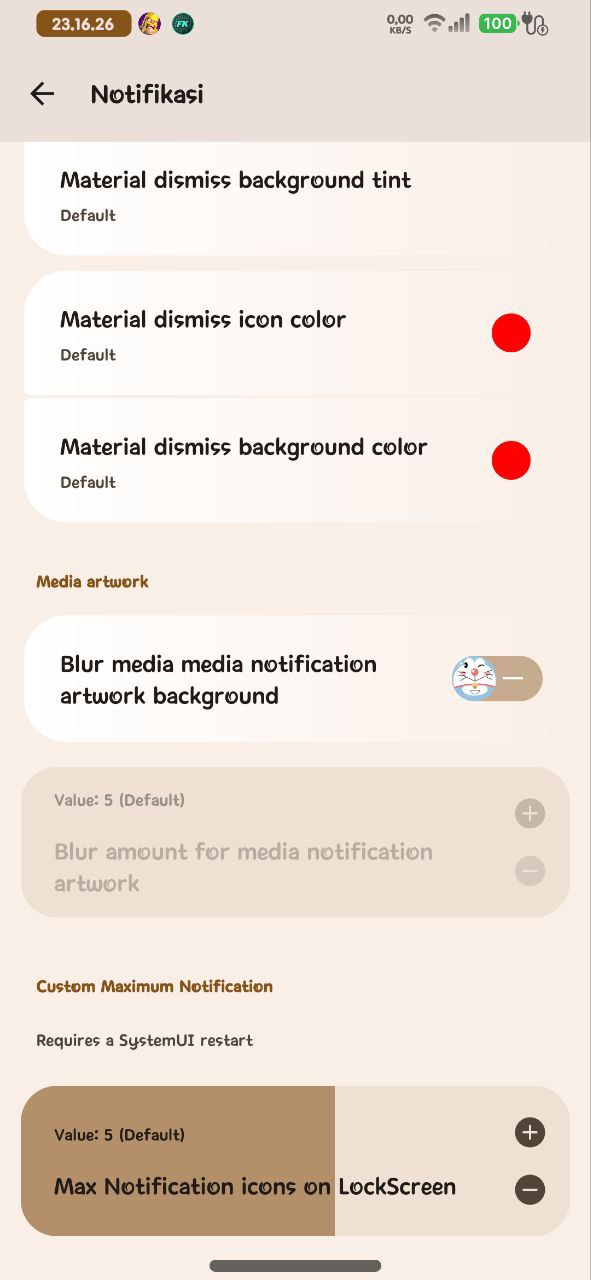 23.16.26
FK
0,00
KB/S
100
Notifikasi
Material dismiss background tint
Default
Material dismiss icon color
Default
Material dismiss background color
Default
Media artwork
Blur media media notification
artwork background
Value: 5 (Default)
Blur amount for media notification
artwork
Custom Maximum Notification
Requires a SystemUI restart
Value: 5 (Default)
Max Notification icons on LockScreen